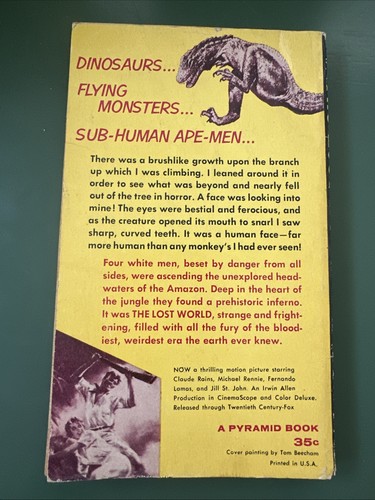 DINOSAURS...
FLYING
MONSTERS...
SUB-HUMAN APE-MEN...
There was a brushlike growth upon the branch
up which I was climbing. I leaned around it in
order to see what was beyond and nearly fell
out of the tree in horror. A face was looking into
mine! The eyes were bestial and ferocious, and
as the creature opened its mouth to snarl I saw
sharp, curved teeth. It was a human face—far
more human than any monkey's I had ever seen!
Four white men, beset by danger from all
sides, were ascending the unexplored head-
waters of the Amazon. Deep in the heart of
the jungle they found a prehistoric inferno.
It was THE LOST WORLD, strange and fright-
ening, filled with all the fury of the blood-
iest, weirdest era the earth ever knew.
NOW a thrilling motion picture starring
Claude Rains, Michael Rennie, Fernando
Lamas, and Jill St. John. An Irwin Allen
Production in CinemaScope and Color Deluxe.
Released through Twentieth Century-Fox
A PYRAMID BOOK
35c
Cover painting by Tom Beecham
Printed in U.S.A.